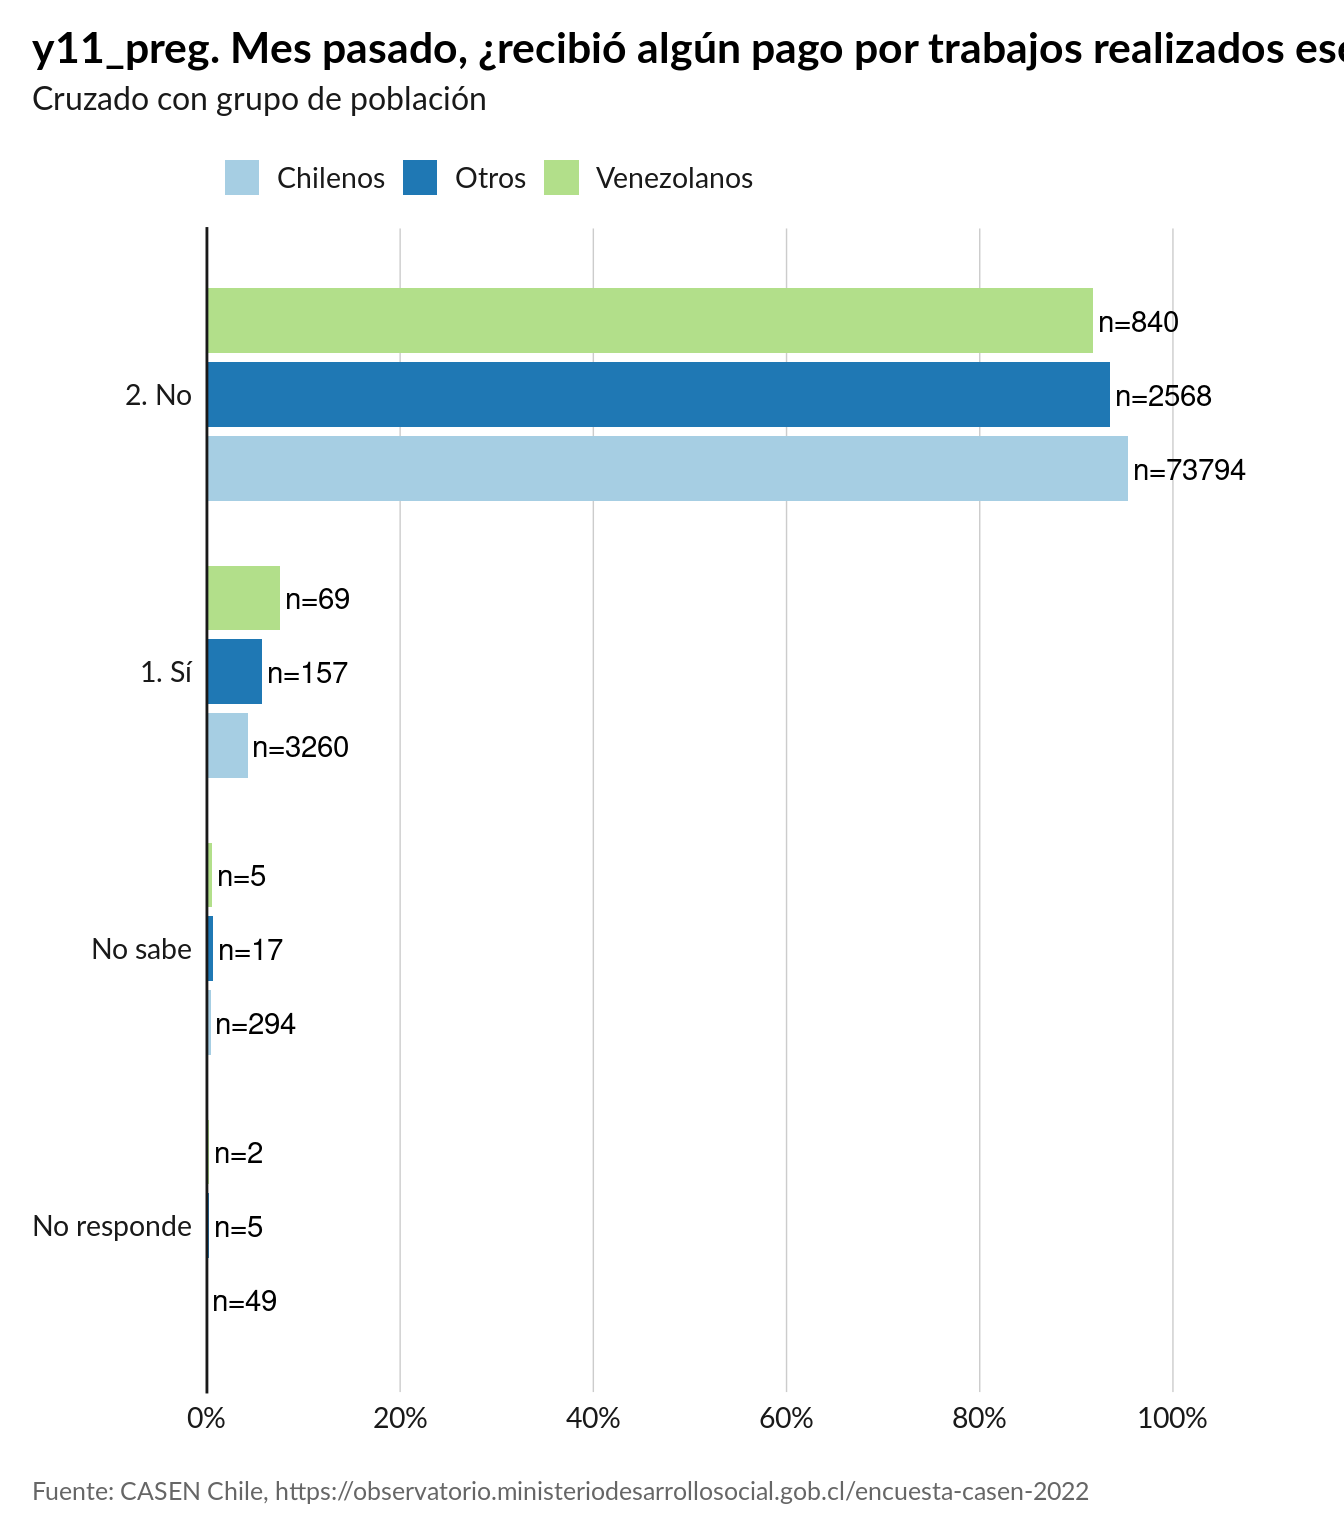 y11_preg. Mes pasado, ¿recibió algún pago por trabajos realizados
Cruzado con grupo de población
Chilenos Otros Venezolanos
n=840
2. No n=2568
n=73794
n=69
1. Sí n=157
n=3260
n=5
No sabe n=17
n=294
n=2
No responde n=5
n=49
0% 20% 40% 60% 80% 100%
Fuente: CASEN Chile, https://observatorio.ministeriodesarrollosocial.gob.cl/encuesta-casen-2022